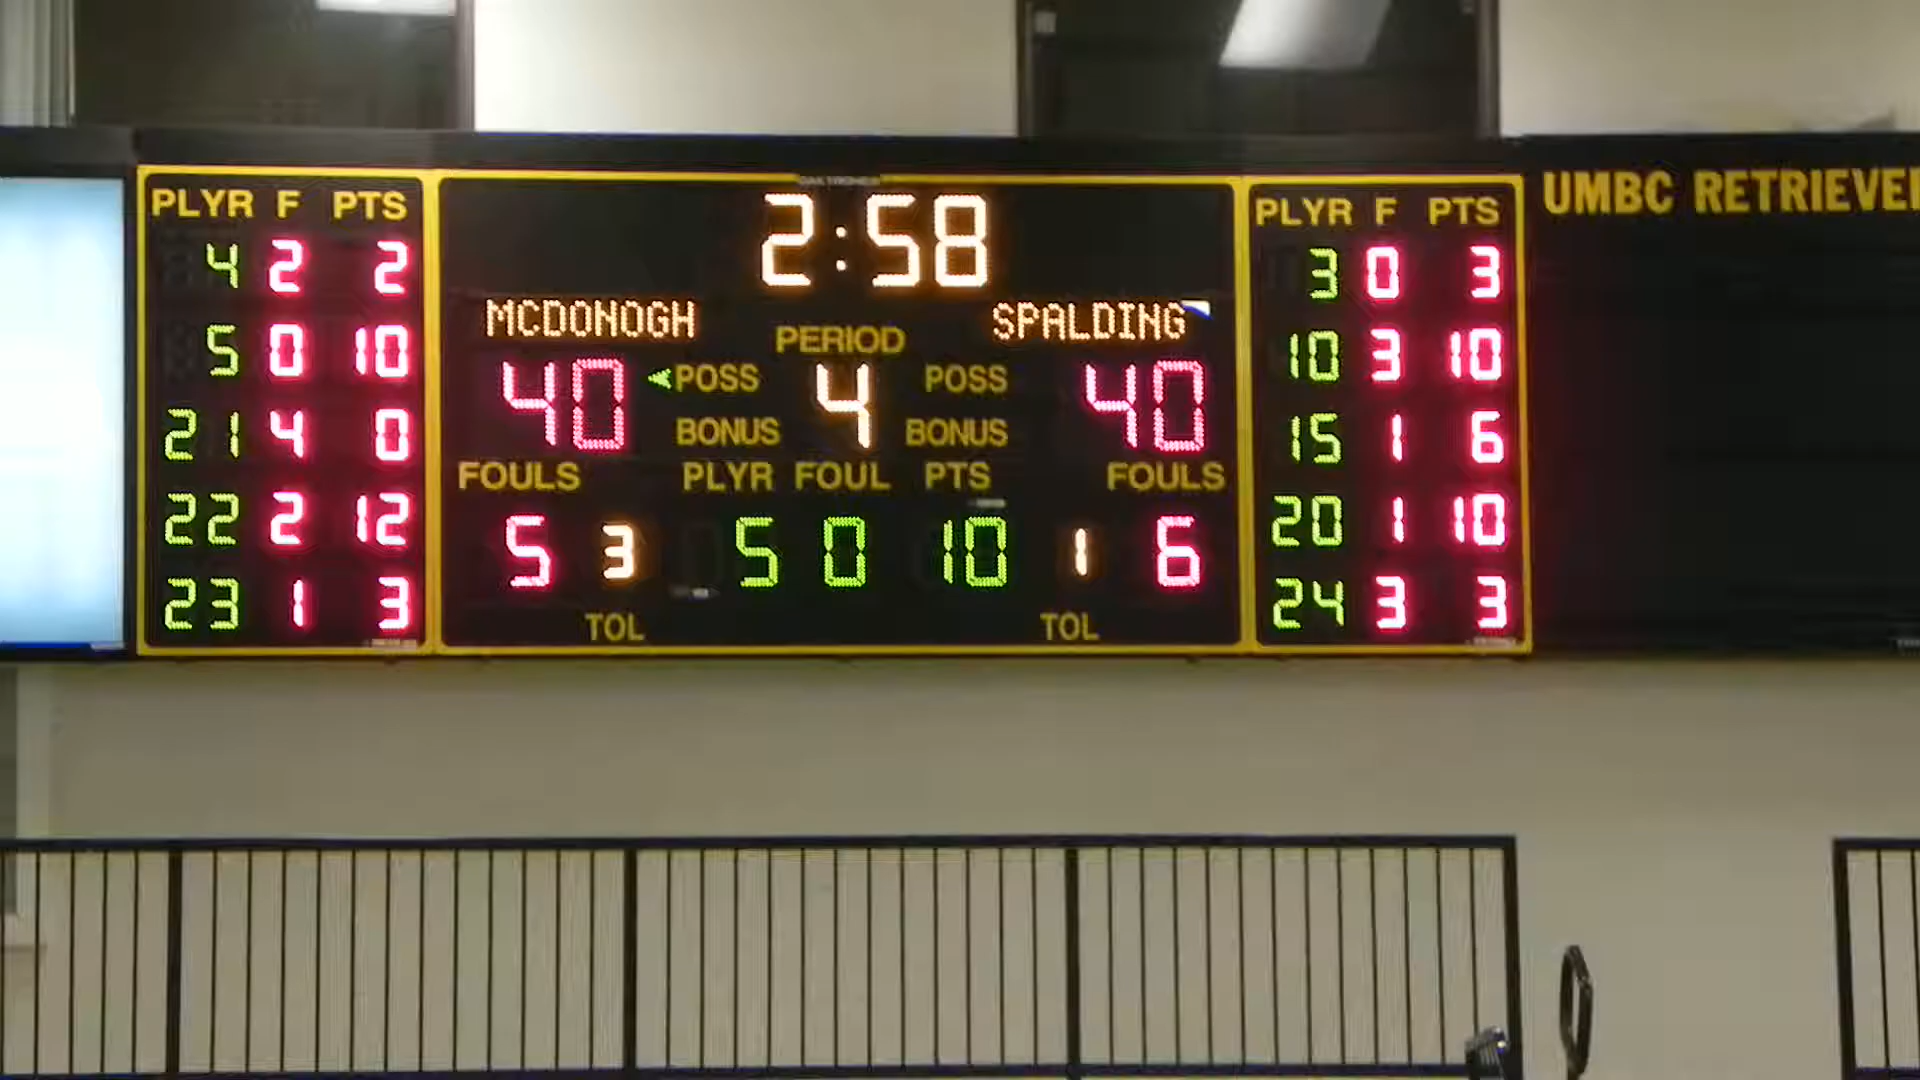 PLYR F PTS
4 2 2
5 0 10
21 4 0
22 2 12
23 1 3
DAKTRONICS
2:58
MCDONOGH SPALDING
PERIOD
40 POSS 4 POSS 40
BONUS BONUS
FOULS PLYR FOUL PTS FOULS
5 3 5 0 10 1 6
TOL TOL
PLYR F PTS
3 0 3
10 3 10
15 1 6
20 1 10
24 3 3
UMBC RETRIEVER